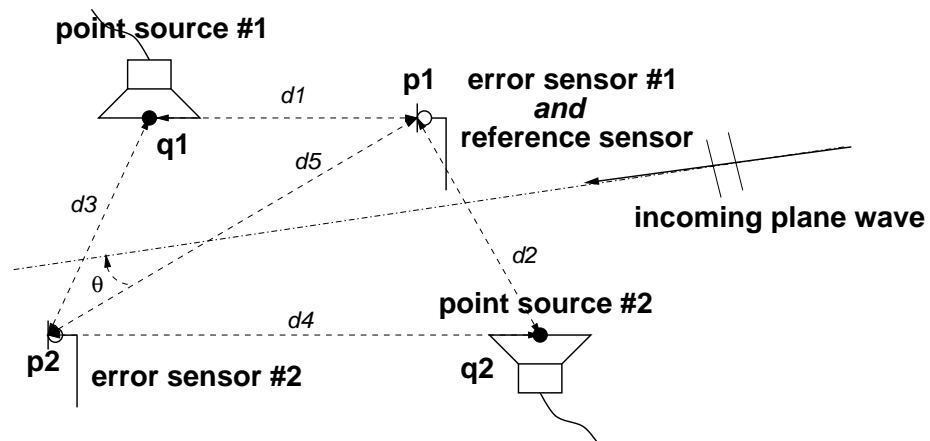 point source #1
p1
error sensor #1
and
reference sensor
d1
q1
d5
d3
incoming plane wave
d2
θ
point source #2
d4
p2
error sensor #2
q2